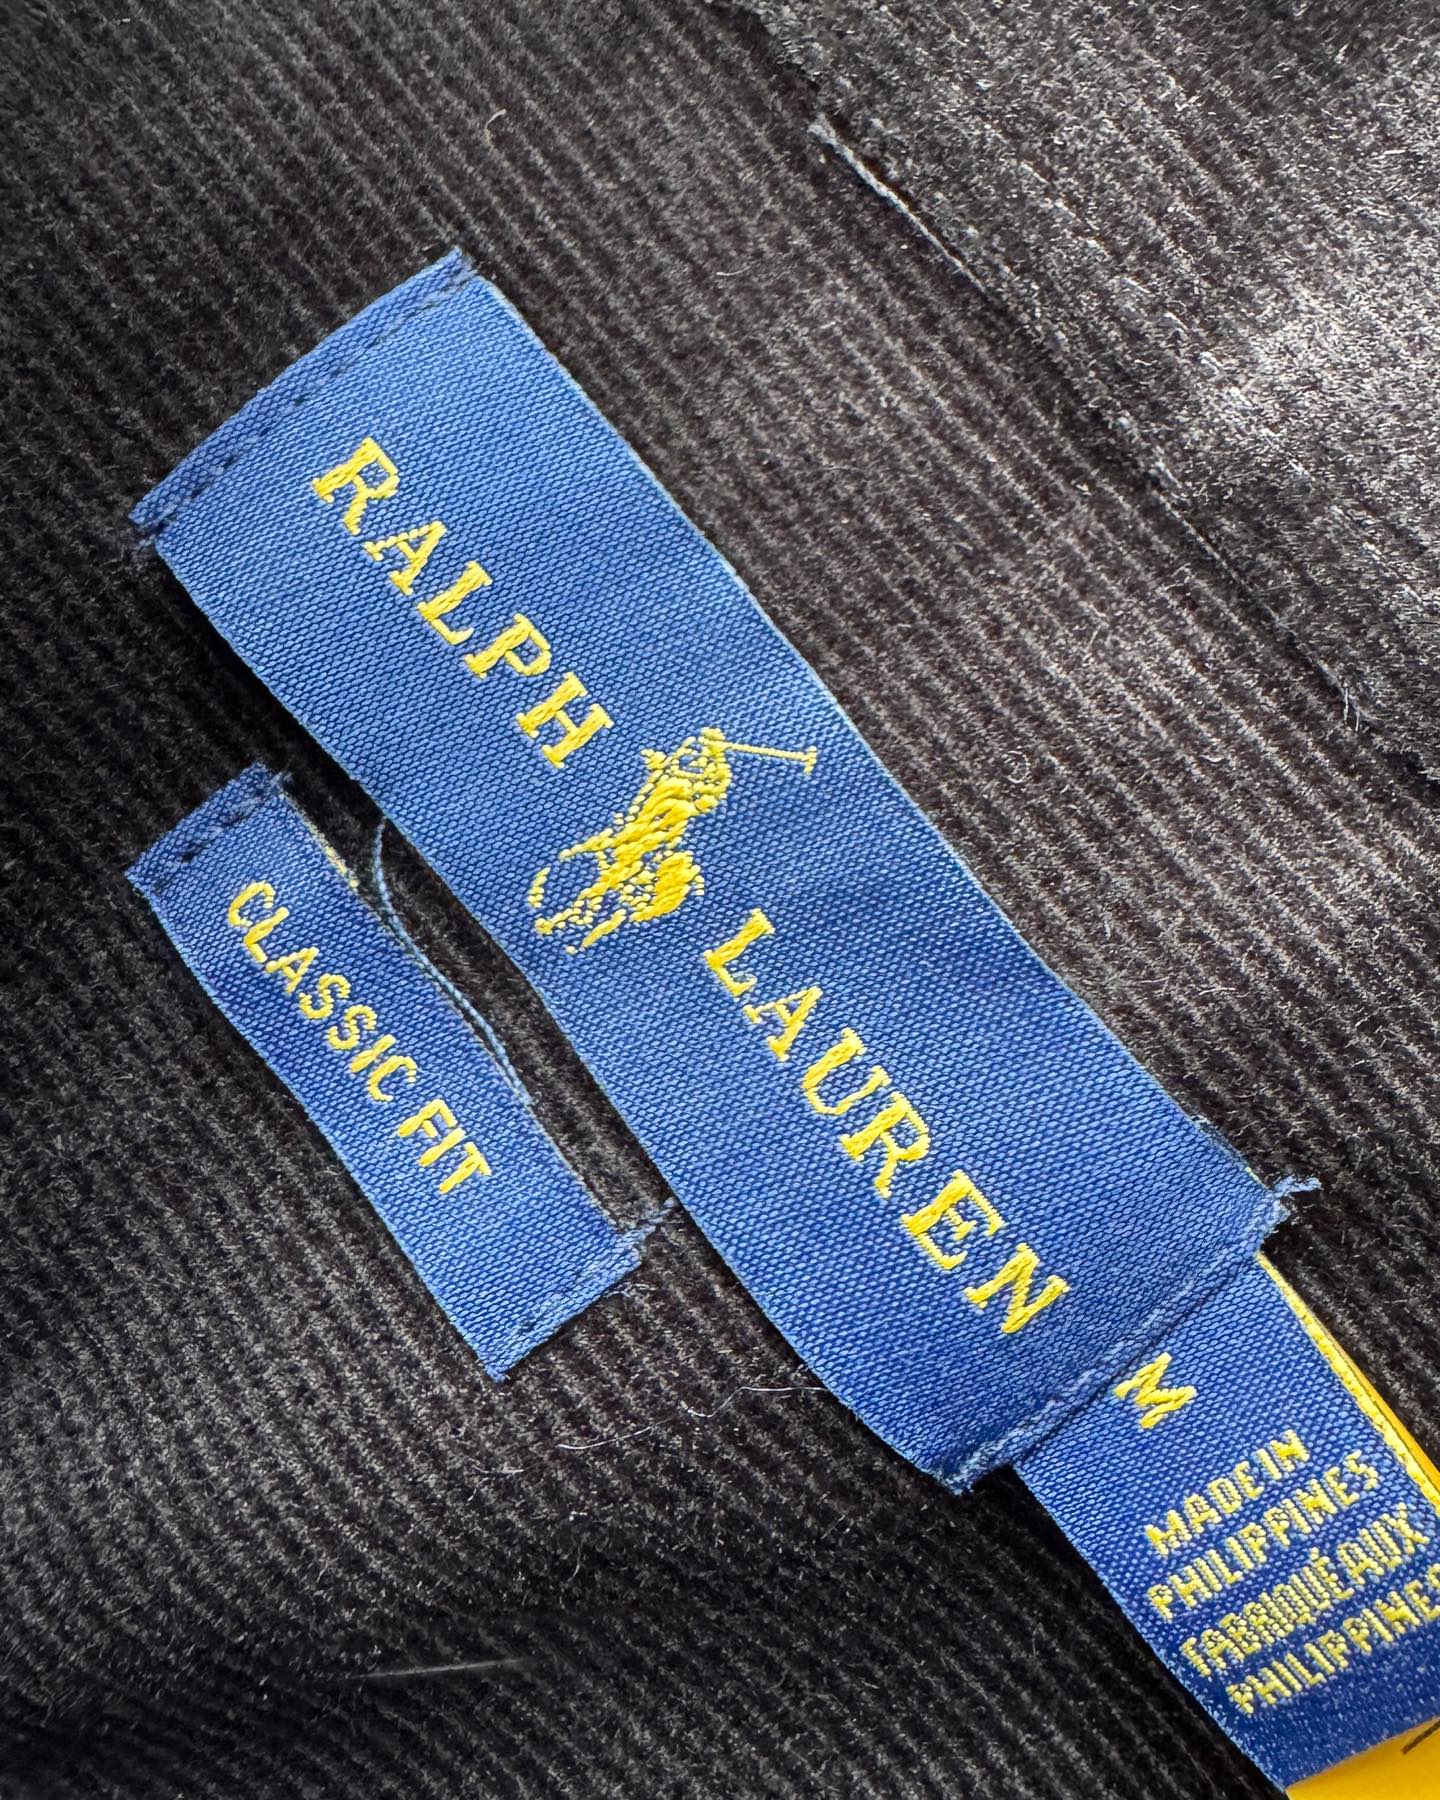 RALPH LAUREN
CLASSIC FIT
M
MADE IN
PHILIPPINES
FABRIQUÉ AUX
PHILIPPINES